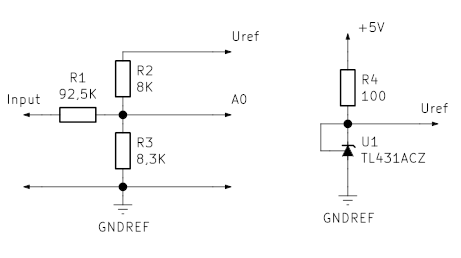 Uref
R1
92,5K
R2
8K
Input
A0
R3
8,3K
GNDREF
+5V
R4
100
Uref
U1
TL431ACZ
GNDREF